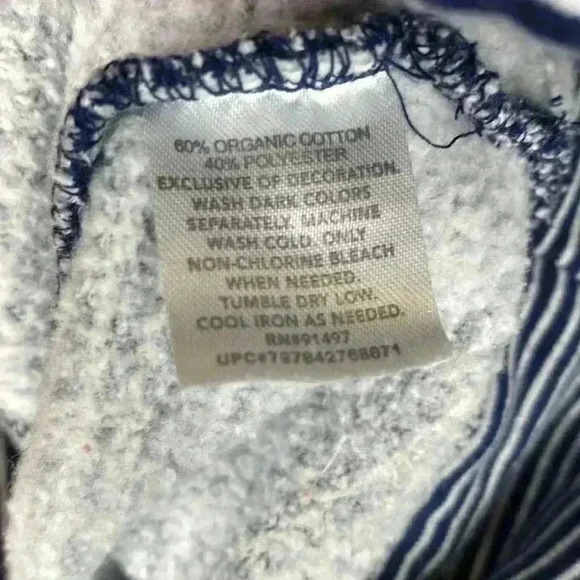 60% ORGANIC COTTON
40% POLYESTER
EXCLUSIVE OF DECORATION.
WASH DARK COLORS
SEPARATELY. MACHINE
WASH COLD. ONLY
NON-CHLORINE BLEACH
WHEN NEEDED.
TUMBLE DRY LOW.
COOL IRON AS NEEDED.
RN#91497
UPC#787842768671